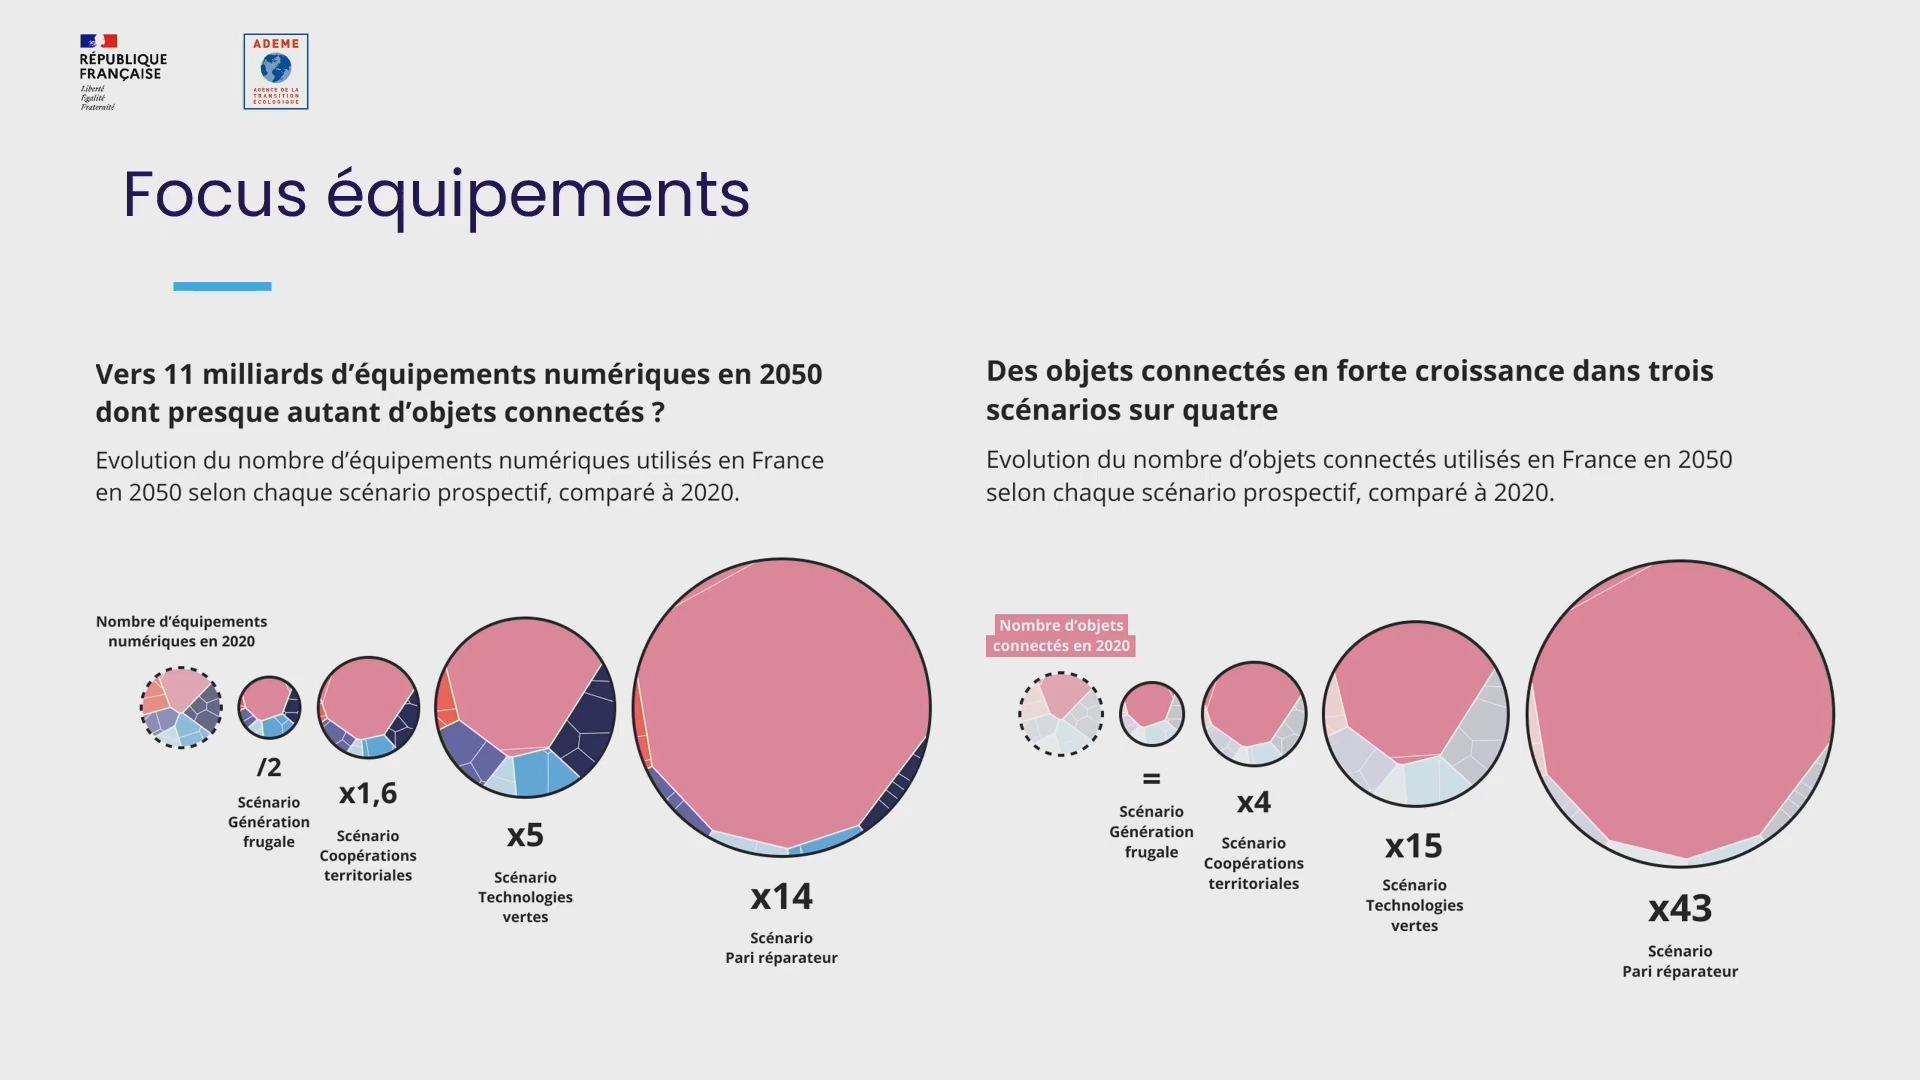 RÉPUBLIQUE
FRANÇAISE
Liberté
Égalité
Fraternité
ADEME
AGENCE DE LA
TRANSITION
ÉCOLOGIQUE
Focus équipements
Vers 11 milliards d’équipements numériques en 2050
dont presque autant d’objets connectés ?
Evolution du nombre d’équipements numériques utilisés en France
en 2050 selon chaque scénario prospectif, comparé à 2020.
Nombre d’équipements
numériques en 2020
/2
Scénario
Génération
frugale
x1,6
Scénario
Coopérations
territoriales
x5
Scénario
Technologies
vertes
x14
Scénario
Pari réparateur
Des objets connectés en forte croissance dans trois
scénarios sur quatre
Evolution du nombre d’objets connectés utilisés en France en 2050
selon chaque scénario prospectif, comparé à 2020.
Nombre d’objets
connectés en 2020
=
Scénario
Génération
frugale
x4
Scénario
Coopérations
territoriales
x15
Scénario
Technologies
vertes
x43
Scénario
Pari réparateur